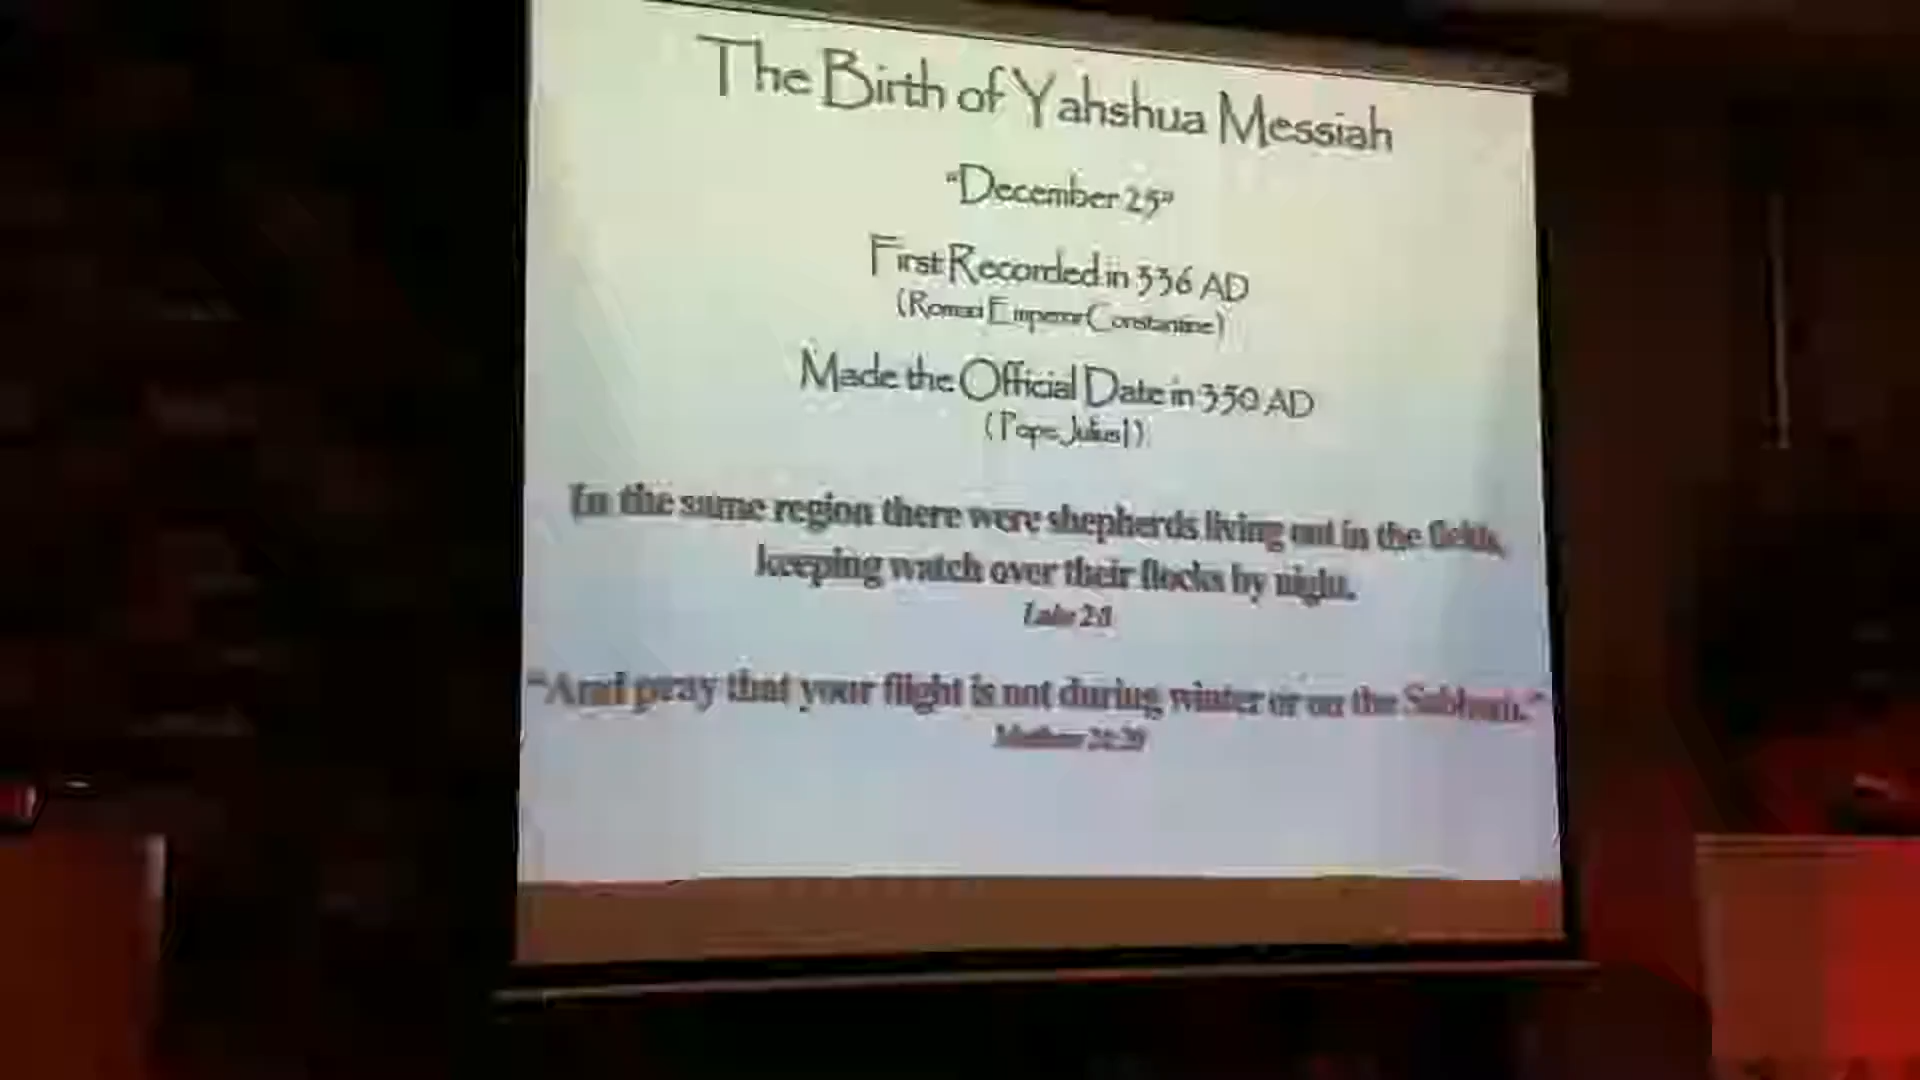 The Birth of Yahshua Messiah
“December 25”
First Recorded in 336 AD
(Roman Emperor Constantine)
Made the Official Date in 350 AD
(Pope Julius I)
In the same region there were shepherds living out in the fields,
keeping watch over their flocks by night.
Luke 2:8
“And pray that your flight is not during winter or on the Sabbath.”
Matthew 24:20